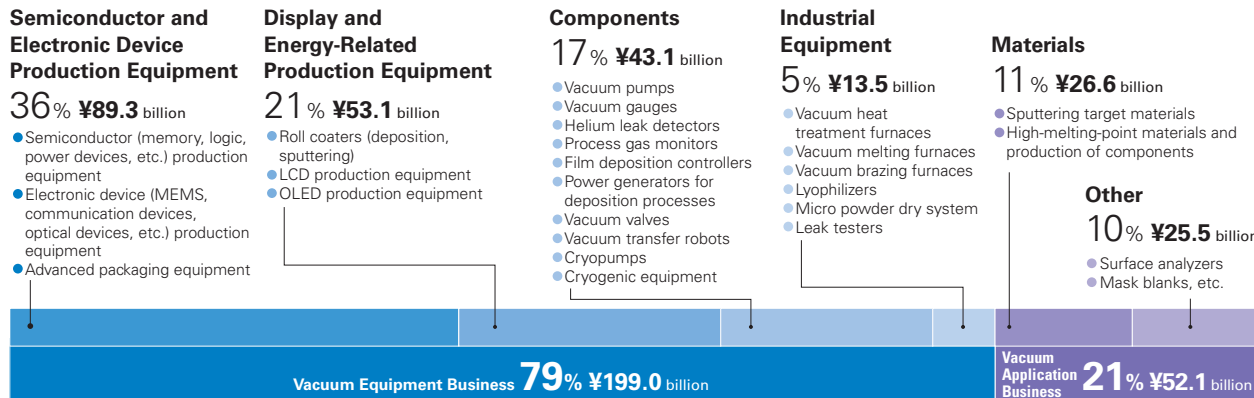 Semiconductor and
Electronic Device
Production Equipment
36% ¥89.3 billion
●Semiconductor (memory, logic,
power devices, etc.) production
equipment
●Electronic device (MEMS,
communication devices,
optical devices, etc.) production
equipment
●Advanced packaging equipment
Display and
Energy-Related
Production Equipment
21% ¥53.1 billion
●Roll coaters (deposition,
sputtering)
●LCD production equipment
●OLED production equipment
Components
17% ¥43.1 billion
●Vacuum pumps
●Vacuum gauges
●Helium leak detectors
●Process gas monitors
●Film deposition controllers
●Power generators for
deposition processes
●Vacuum valves
●Vacuum transfer robots
●Cryopumps
●Cryogenic equipment
Industrial
Equipment
5% ¥13.5 billion
●Vacuum heat
treatment furnaces
●Vacuum melting furnaces
●Vacuum brazing furnaces
●Lyophilizers
●Micro powder dry system
●Leak testers
Materials
11% ¥26.6 billion
●Sputtering target materials
●High-melting-point materials and
production of components
Other
10% ¥25.5 billion
●Surface analyzers
●Mask blanks, etc.
Vacuum Equipment Business 79% ¥199.0 billion
Vacuum
Application
Business
21% ¥52.1 billion